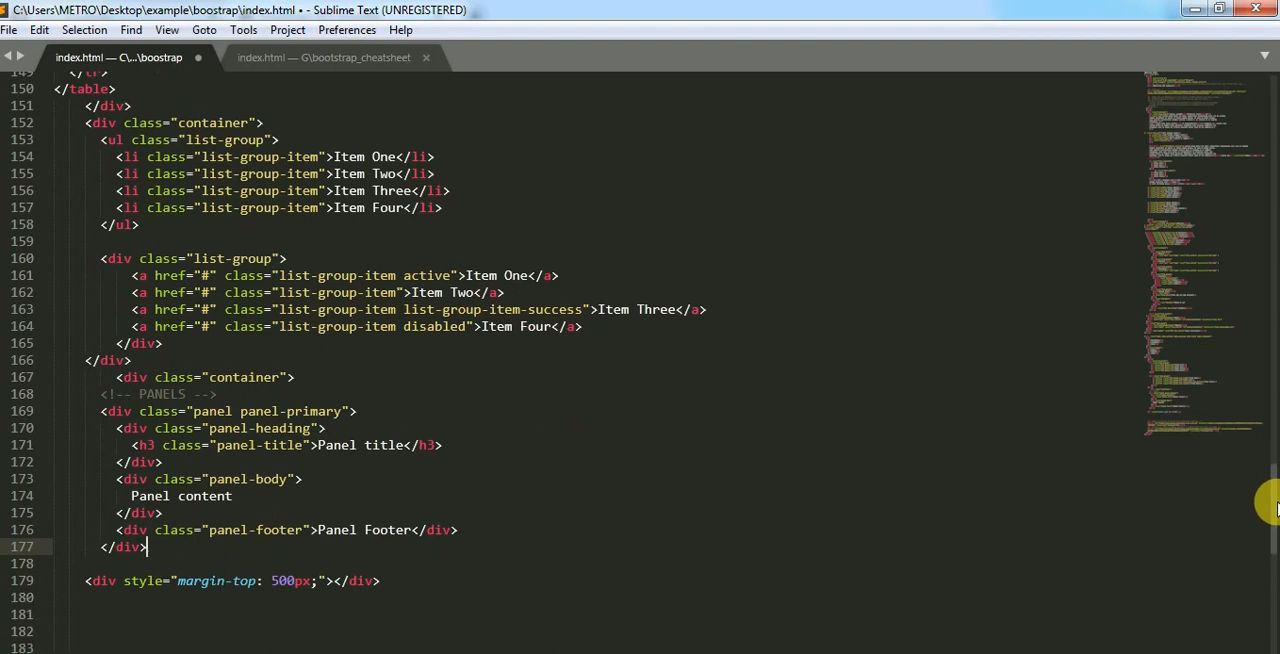 C:\Users\METRO\Desktop\example\boostrap\index.html • - Sublime Text (UNREGISTERED)
File Edit Selection Find View Goto Tools Project Preferences Help
index.html — C\...\boostrap index.html — G\bootstrap_cheatsheet
149 </tr>
150 </table>
151 </div>
152 <div class="container">
153 <ul class="list-group">
154 <li class="list-group-item">Item One</li>
155 <li class="list-group-item">Item Two</li>
156 <li class="list-group-item">Item Three</li>
157 <li class="list-group-item">Item Four</li>
158 </ul>
159
160 <div class="list-group">
161 <a href="#" class="list-group-item active">Item One</a>
162 <a href="#" class="list-group-item">Item Two</a>
163 <a href="#" class="list-group-item list-group-item-success">Item Three</a>
164 <a href="#" class="list-group-item disabled">Item Four</a>
165 </div>
166 </div>
167 <div class="container">
168 <!-- PANELS -->
169 <div class="panel panel-primary">
170 <div class="panel-heading">
171 <h3 class="panel-title">Panel title</h3>
172 </div>
173 <div class="panel-body">
174 Panel content
175 </div>
176 <div class="panel-footer">Panel Footer</div>
177 </div>
178
179 <div style="margin-top: 500px;"></div>
180
181
182
183